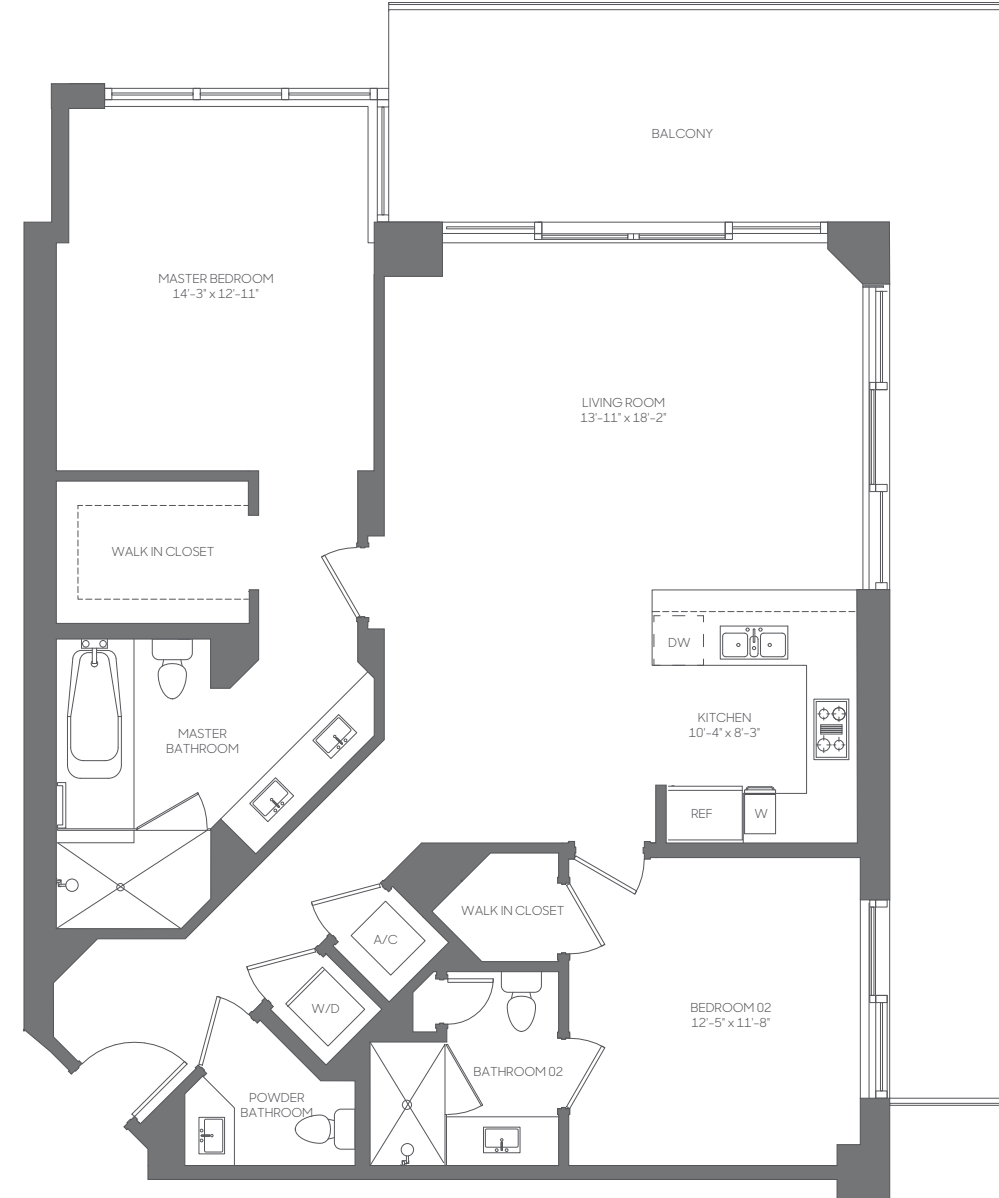 BALCONY
MASTER BEDROOM
14'-3" x 12'-11"
LIVING ROOM
13'-11" x 18'-2"
WALK IN CLOSET
DW
KITCHEN
10'-4" x 8'-3"
MASTER
BATHROOM
REF
W
WALK IN CLOSET
A/C
W/D
BEDROOM 02
12'-5" x 11'-8"
BATHROOM 02
POWDER
BATHROOM